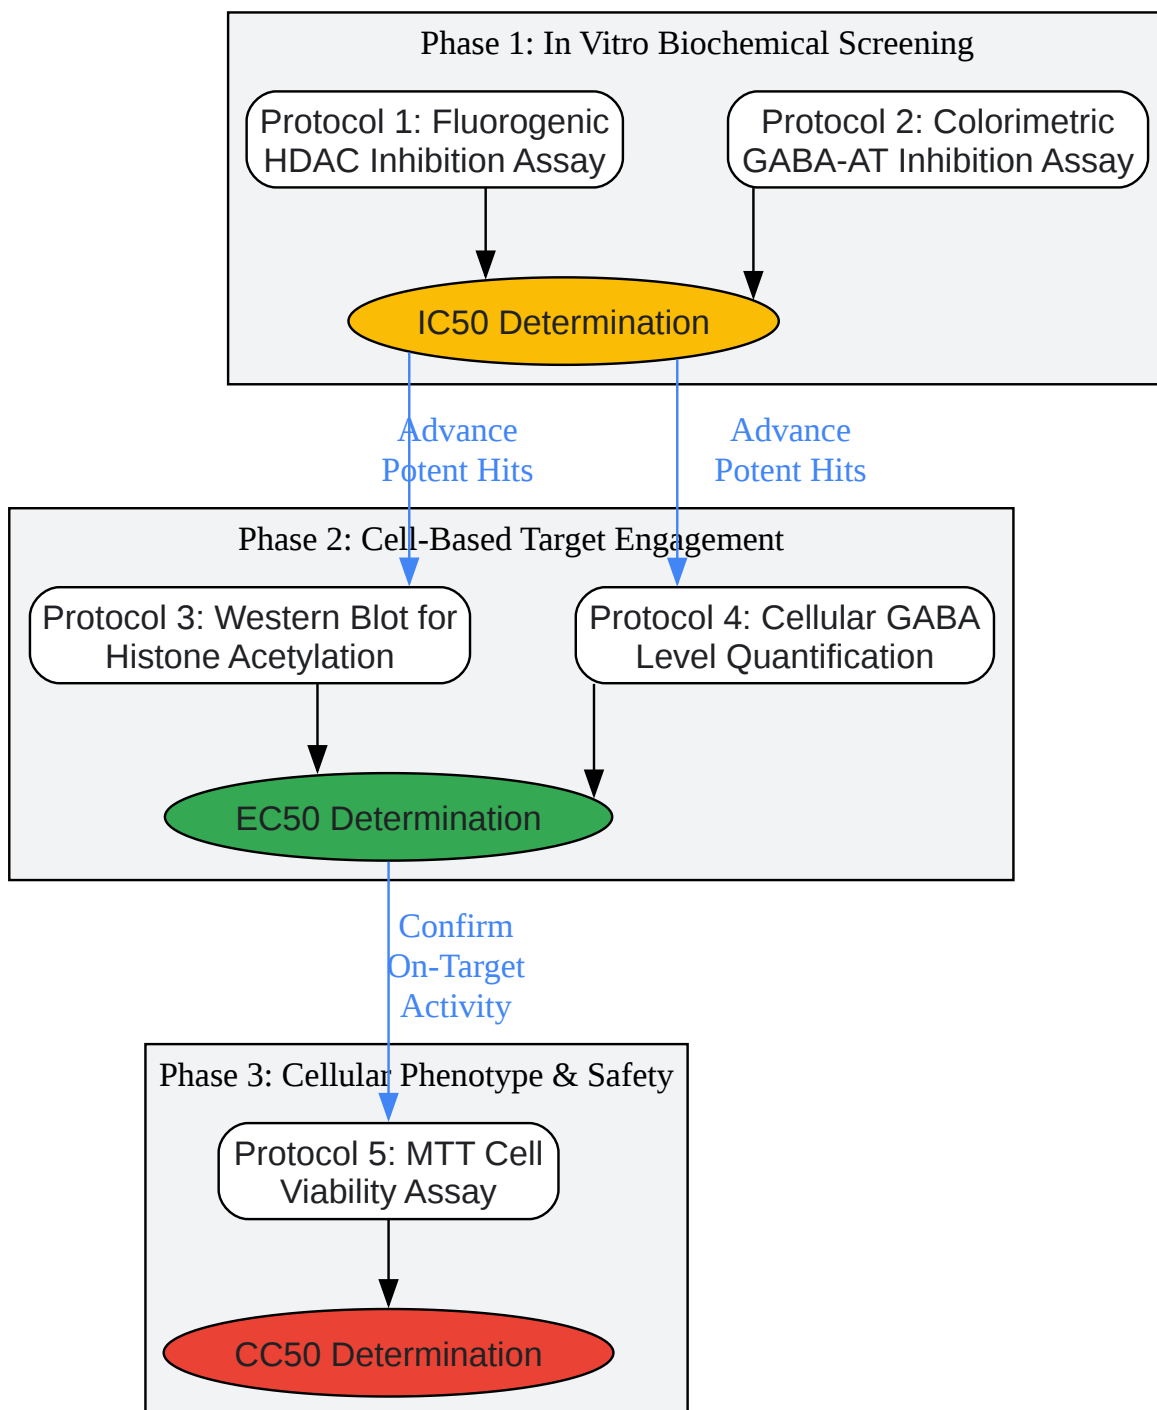 Phase 1: In Vitro Biochemical Screening
Protocol 1: Fluorogenic
HDAC Inhibition Assay
Protocol 2: Colorimetric
GABA-AT Inhibition Assay
IC50 Determination
Advance
Potent Hits
Advance
Potent Hits
Phase 2: Cell-Based Target Engagement
Protocol 3: Western Blot for
Histone Acetylation
Protocol 4: Cellular GABA
Level Quantification
EC50 Determination
Confirm
On-Target
Activity
Phase 3: Cellular Phenotype & Safety
Protocol 5: MTT Cell
Viability Assay
CC50 Determination